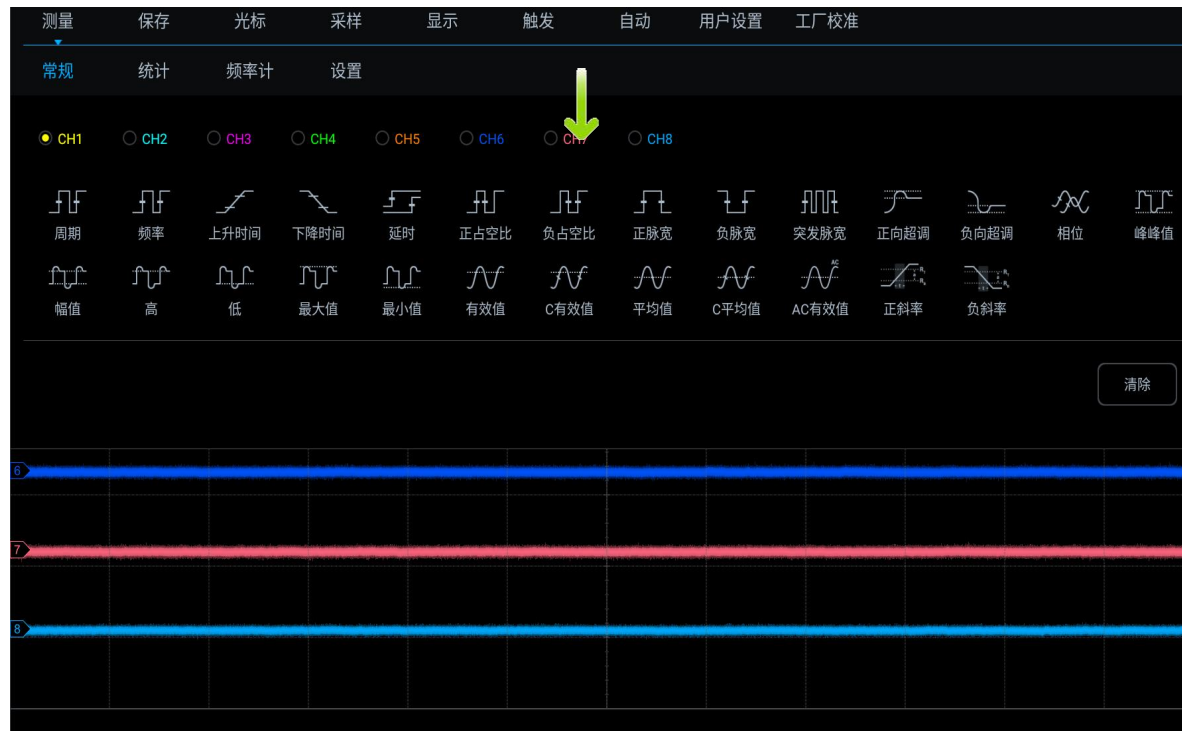 测量 保存 光标 采样 显示 触发 自动 用户设置 工厂校准
常规 统计 频率计 设置
CH1 CH2 CH3 CH4 CH5 CH6 CH7 CH8
周期 频率 上升时间 下降时间 延时 正占空比 负占空比 正脉宽 负脉宽 突发脉宽 正向超调 负向超调 相位 峰峰值
AC
幅值 高 低 最大值 最小值 有效值 C有效值 平均值 C平均值 AC有效值 正斜率 负斜率
清除
6
7
8